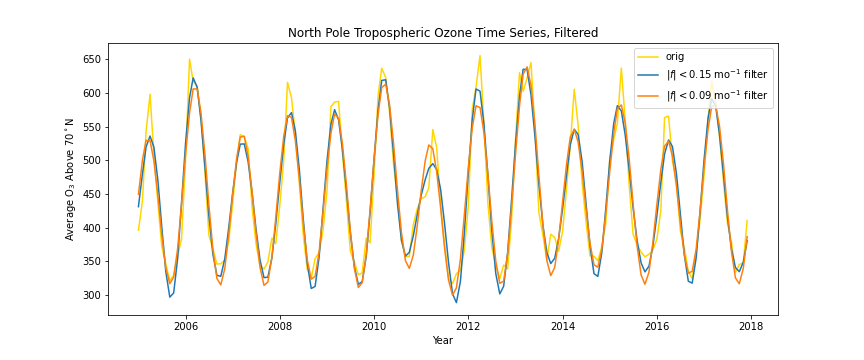 North Pole Tropospheric Ozone Time Series, Filtered
orig
|f| < 0.15 mo⁻¹ filter
|f| < 0.09 mo⁻¹ filter
Average O₃ Above 70°N
650
600
550
500
450
400
350
300
2006 2008 2010 2012 2014 2016 2018
Year